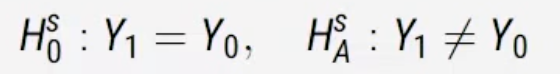 H₀ˢ : Y₁ = Y₀, H_Aˢ : Y₁ ≠ Y₀